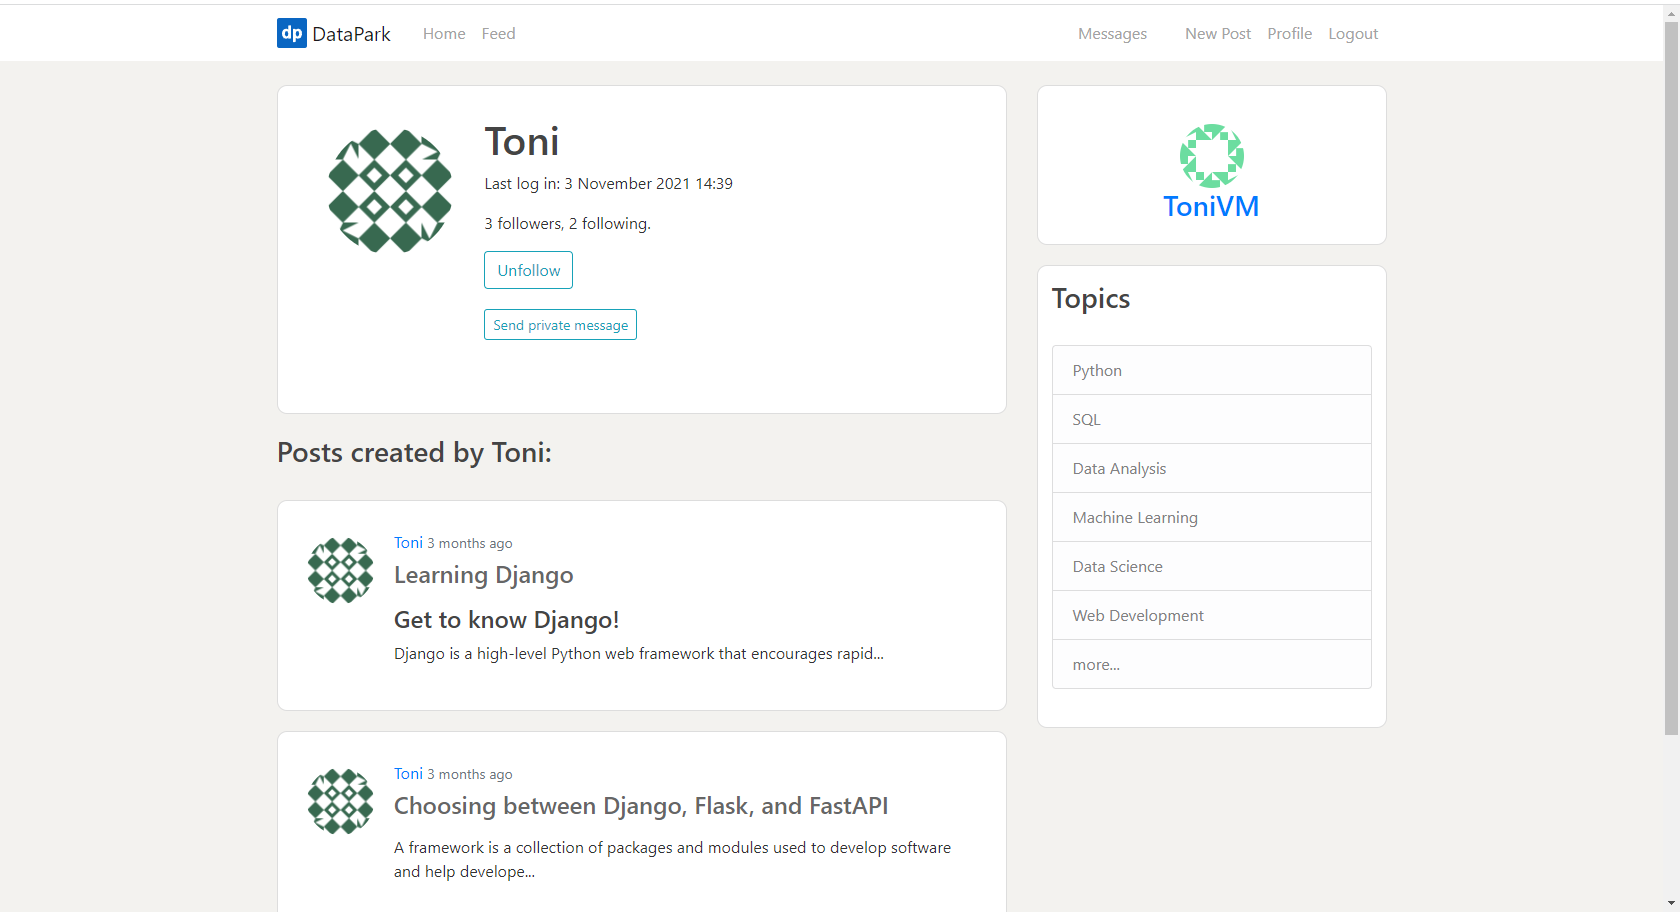 dp DataPark Home Feed Messages New Post Profile Logout
Toni
Last log in: 3 November 2021 14:39
3 followers, 2 following.
Unfollow
Send private message
ToniVM
Topics
Python
SQL
Data Analysis
Machine Learning
Data Science
Web Development
more...
Posts created by Toni:
Toni 3 months ago
Learning Django
Get to know Django!
Django is a high-level Python web framework that encourages rapid...
Toni 3 months ago
Choosing between Django, Flask, and FastAPI
A framework is a collection of packages and modules used to develop software
and help develope...